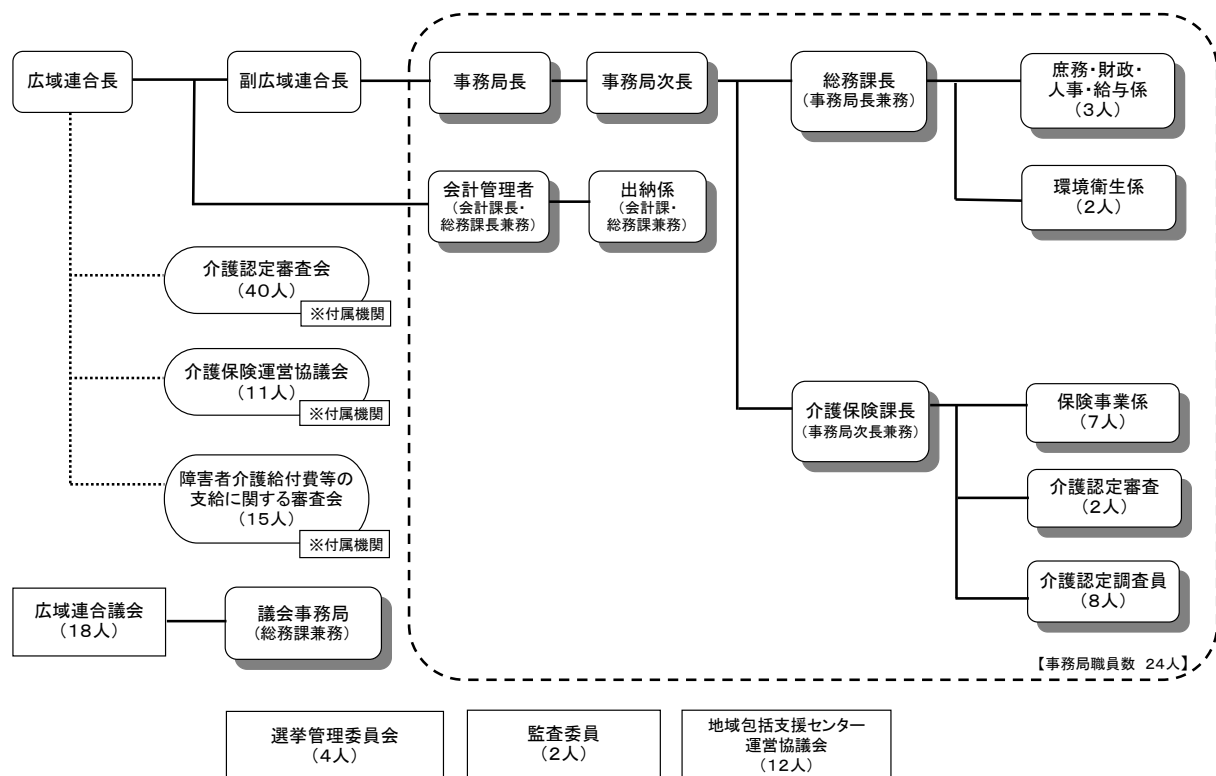 広域連合長
副広域連合長
事務局長
事務局次長
総務課長
(事務局長兼務)
庶務・財政・
人事・給与係
(3人)
環境衛生係
(2人)
会計管理者
(会計課長・
総務課長兼務)
出納係
(会計課・
総務課兼務)
介護認定審査会
(40人)
※付属機関
介護保険運営協議会
(11人)
※付属機関
障害者介護給付費等の
支給に関する審査会
(15人)
※付属機関
介護保険課長
(事務局次長兼務)
保険事業係
(7人)
介護認定審査
(2人)
介護認定調査員
(8人)
広域連合議会
(18人)
議会事務局
(総務課兼務)
【事務局職員数 24人】
選挙管理委員会
(4人)
監査委員
(2人)
地域包括支援センター
運営協議会
(12人)